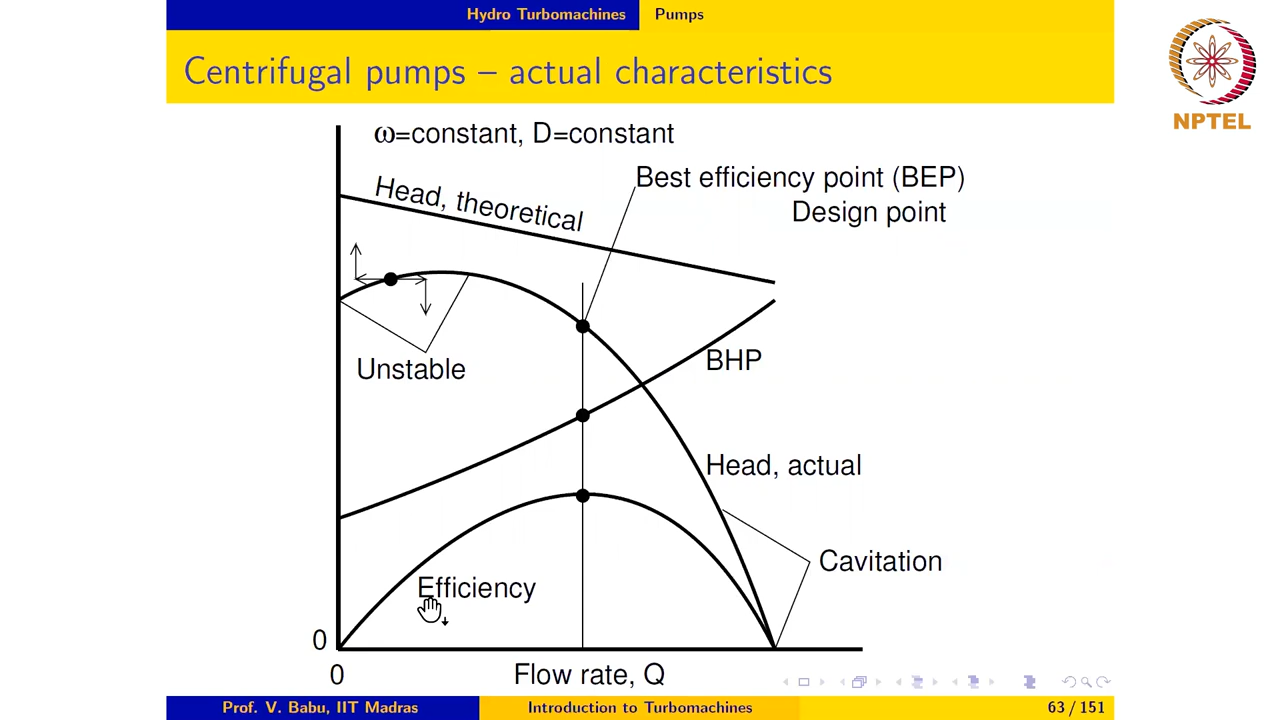 Hydro Turbomachines Pumps
Centrifugal pumps – actual characteristics
NPTEL
ω=constant, D=constant
Best efficiency point (BEP)
Design point
Head, theoretical
Unstable
BHP
Head, actual
Cavitation
Efficiency
0
0
Flow rate, Q
Prof. V. Babu, IIT Madras Introduction to Turbomachines 63 / 151